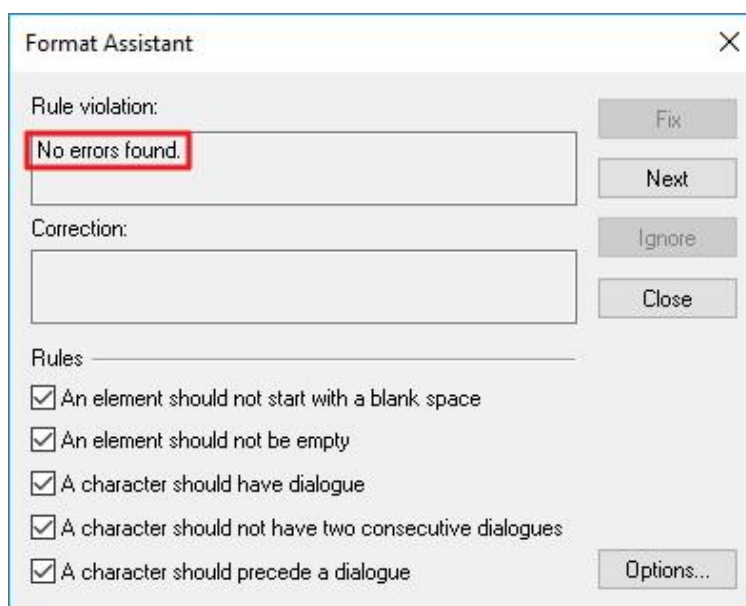 Format Assistant
Rule violation:
No errors found.
Fix
Next
Correction:
Ignore
Close
Rules
An element should not start with a blank space
An element should not be empty
A character should have dialogue
A character should not have two consecutive dialogues
A character should precede a dialogue
Options...